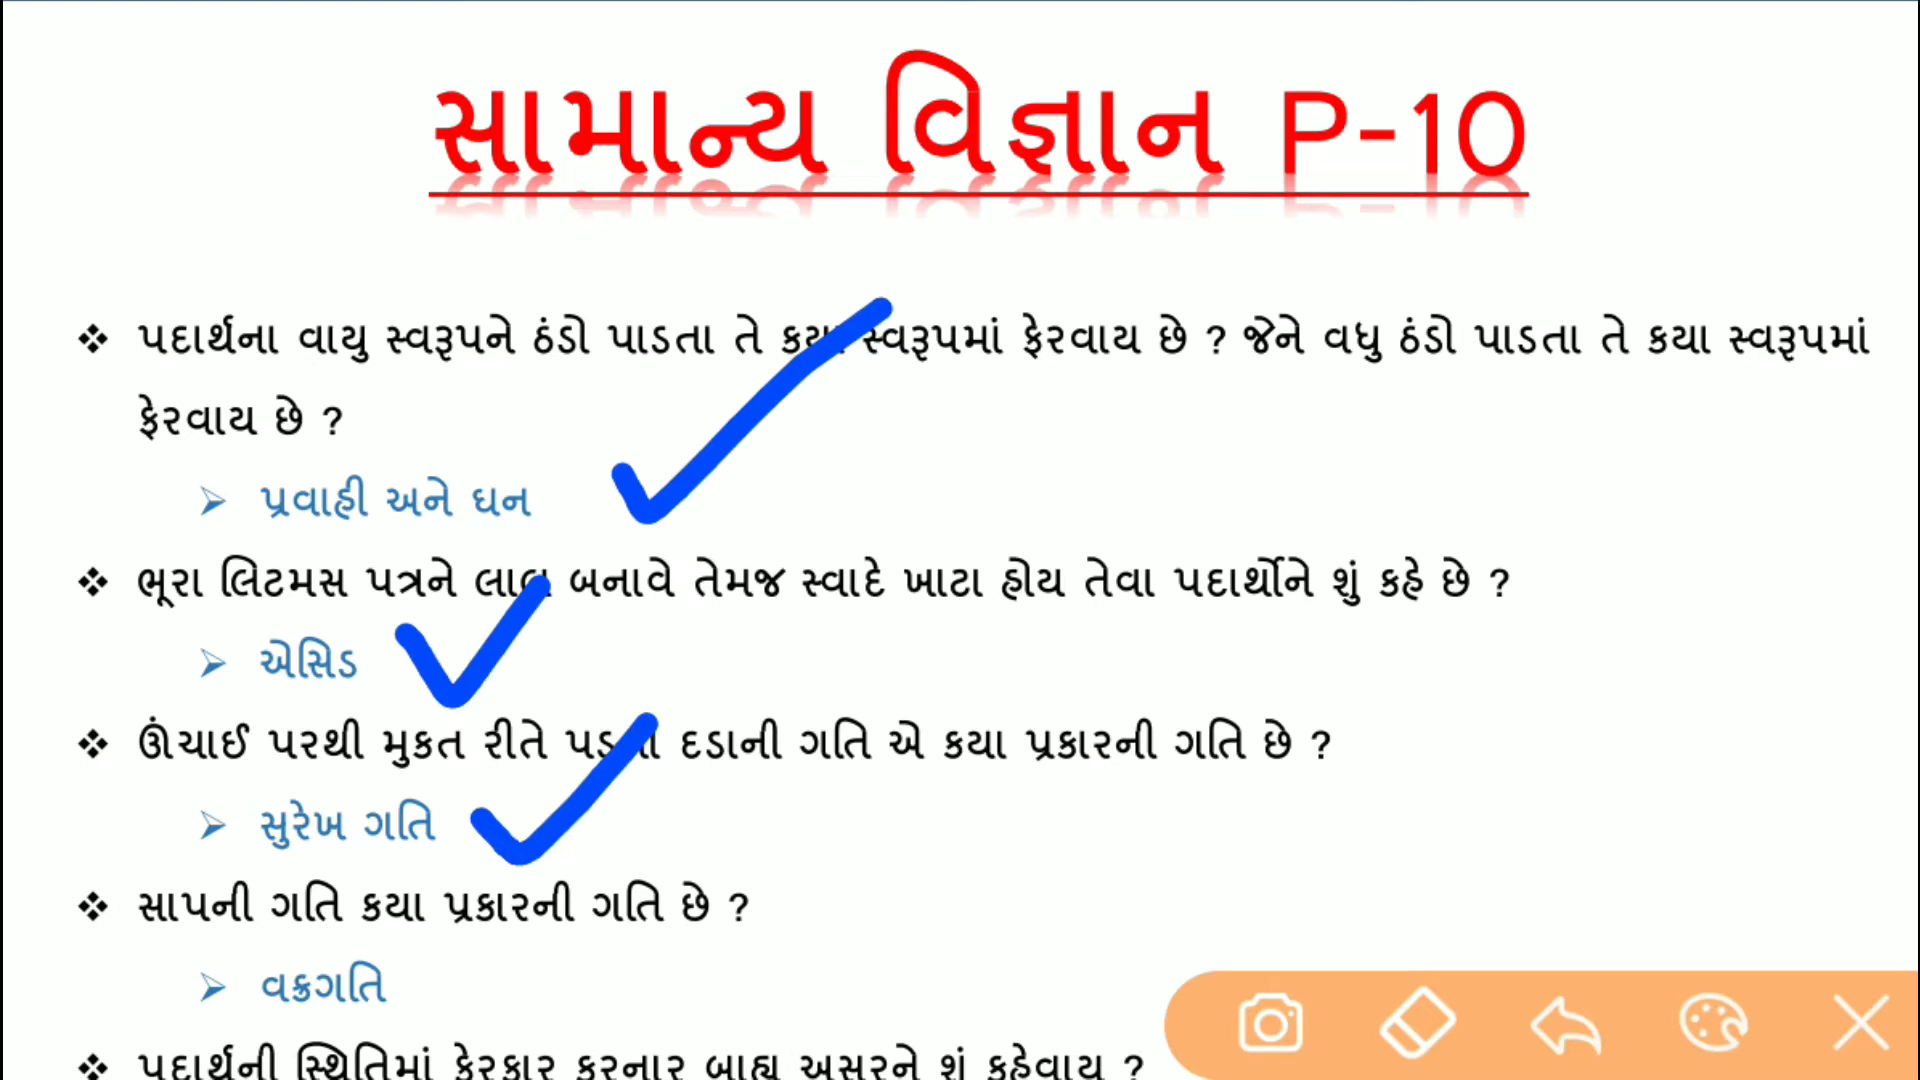 સામાન્ય વિજ્ઞાન P-10
પદાર્થના વાયુ સ્વરૂપને ઠંડો પાડતા તે કયા સ્વરૂપમાં ફેરવાય છે ? જેને વધુ ઠંડો પાડતા તે કયા સ્વરૂપમાં
ફેરવાય છે ?
પ્રવાહી અને ઘન
ભૂરા લિટમસ પત્રને લાલ બનાવે તેમજ સ્વાદે ખાટા હોય તેવા પદાર્થોને શું કહે છે ?
એસિડ
ઊંચાઈ પરથી મુકત રીતે પડતા દડાની ગતિ એ કયા પ્રકારની ગતિ છે ?
સુરેખ ગતિ
સાપની ગતિ કયા પ્રકારની ગતિ છે ?
વક્રગતિ
પદાર્થની સ્થિતિમાં ફેરફાર કરનાર બાહ્ય અસરને શું કહેવાય ?